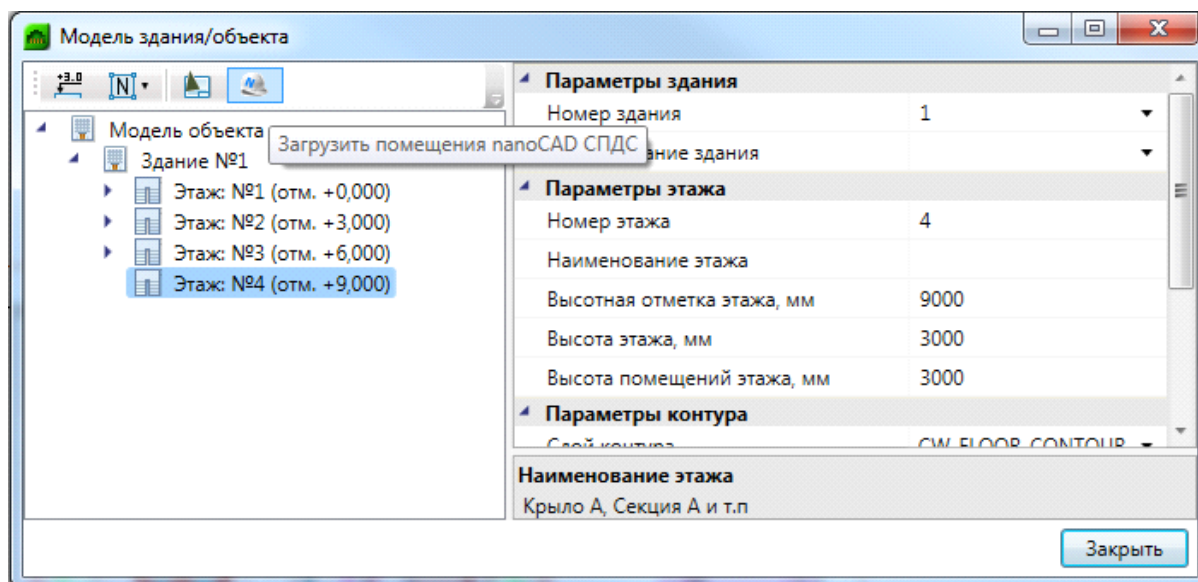 Модель здания/объекта
+3.0
N
Модель объекта
Загрузить помещения nanoCAD СПДС
Здание №1
Этаж: №1 (отм. +0,000)
Этаж: №2 (отм. +3,000)
Этаж: №3 (отм. +6,000)
Этаж: №4 (отм. +9,000)
Параметры здания
Номер здания 1
ание здания
Параметры этажа
Номер этажа 4
Наименование этажа
Высотная отметка этажа, мм 9000
Высота этажа, мм 3000
Высота помещений этажа, мм 3000
Параметры контура
Слой контура CW_FLOOR_CONTOUR
Наименование этажа
Крыло А, Секция А и т.п
Закрыть